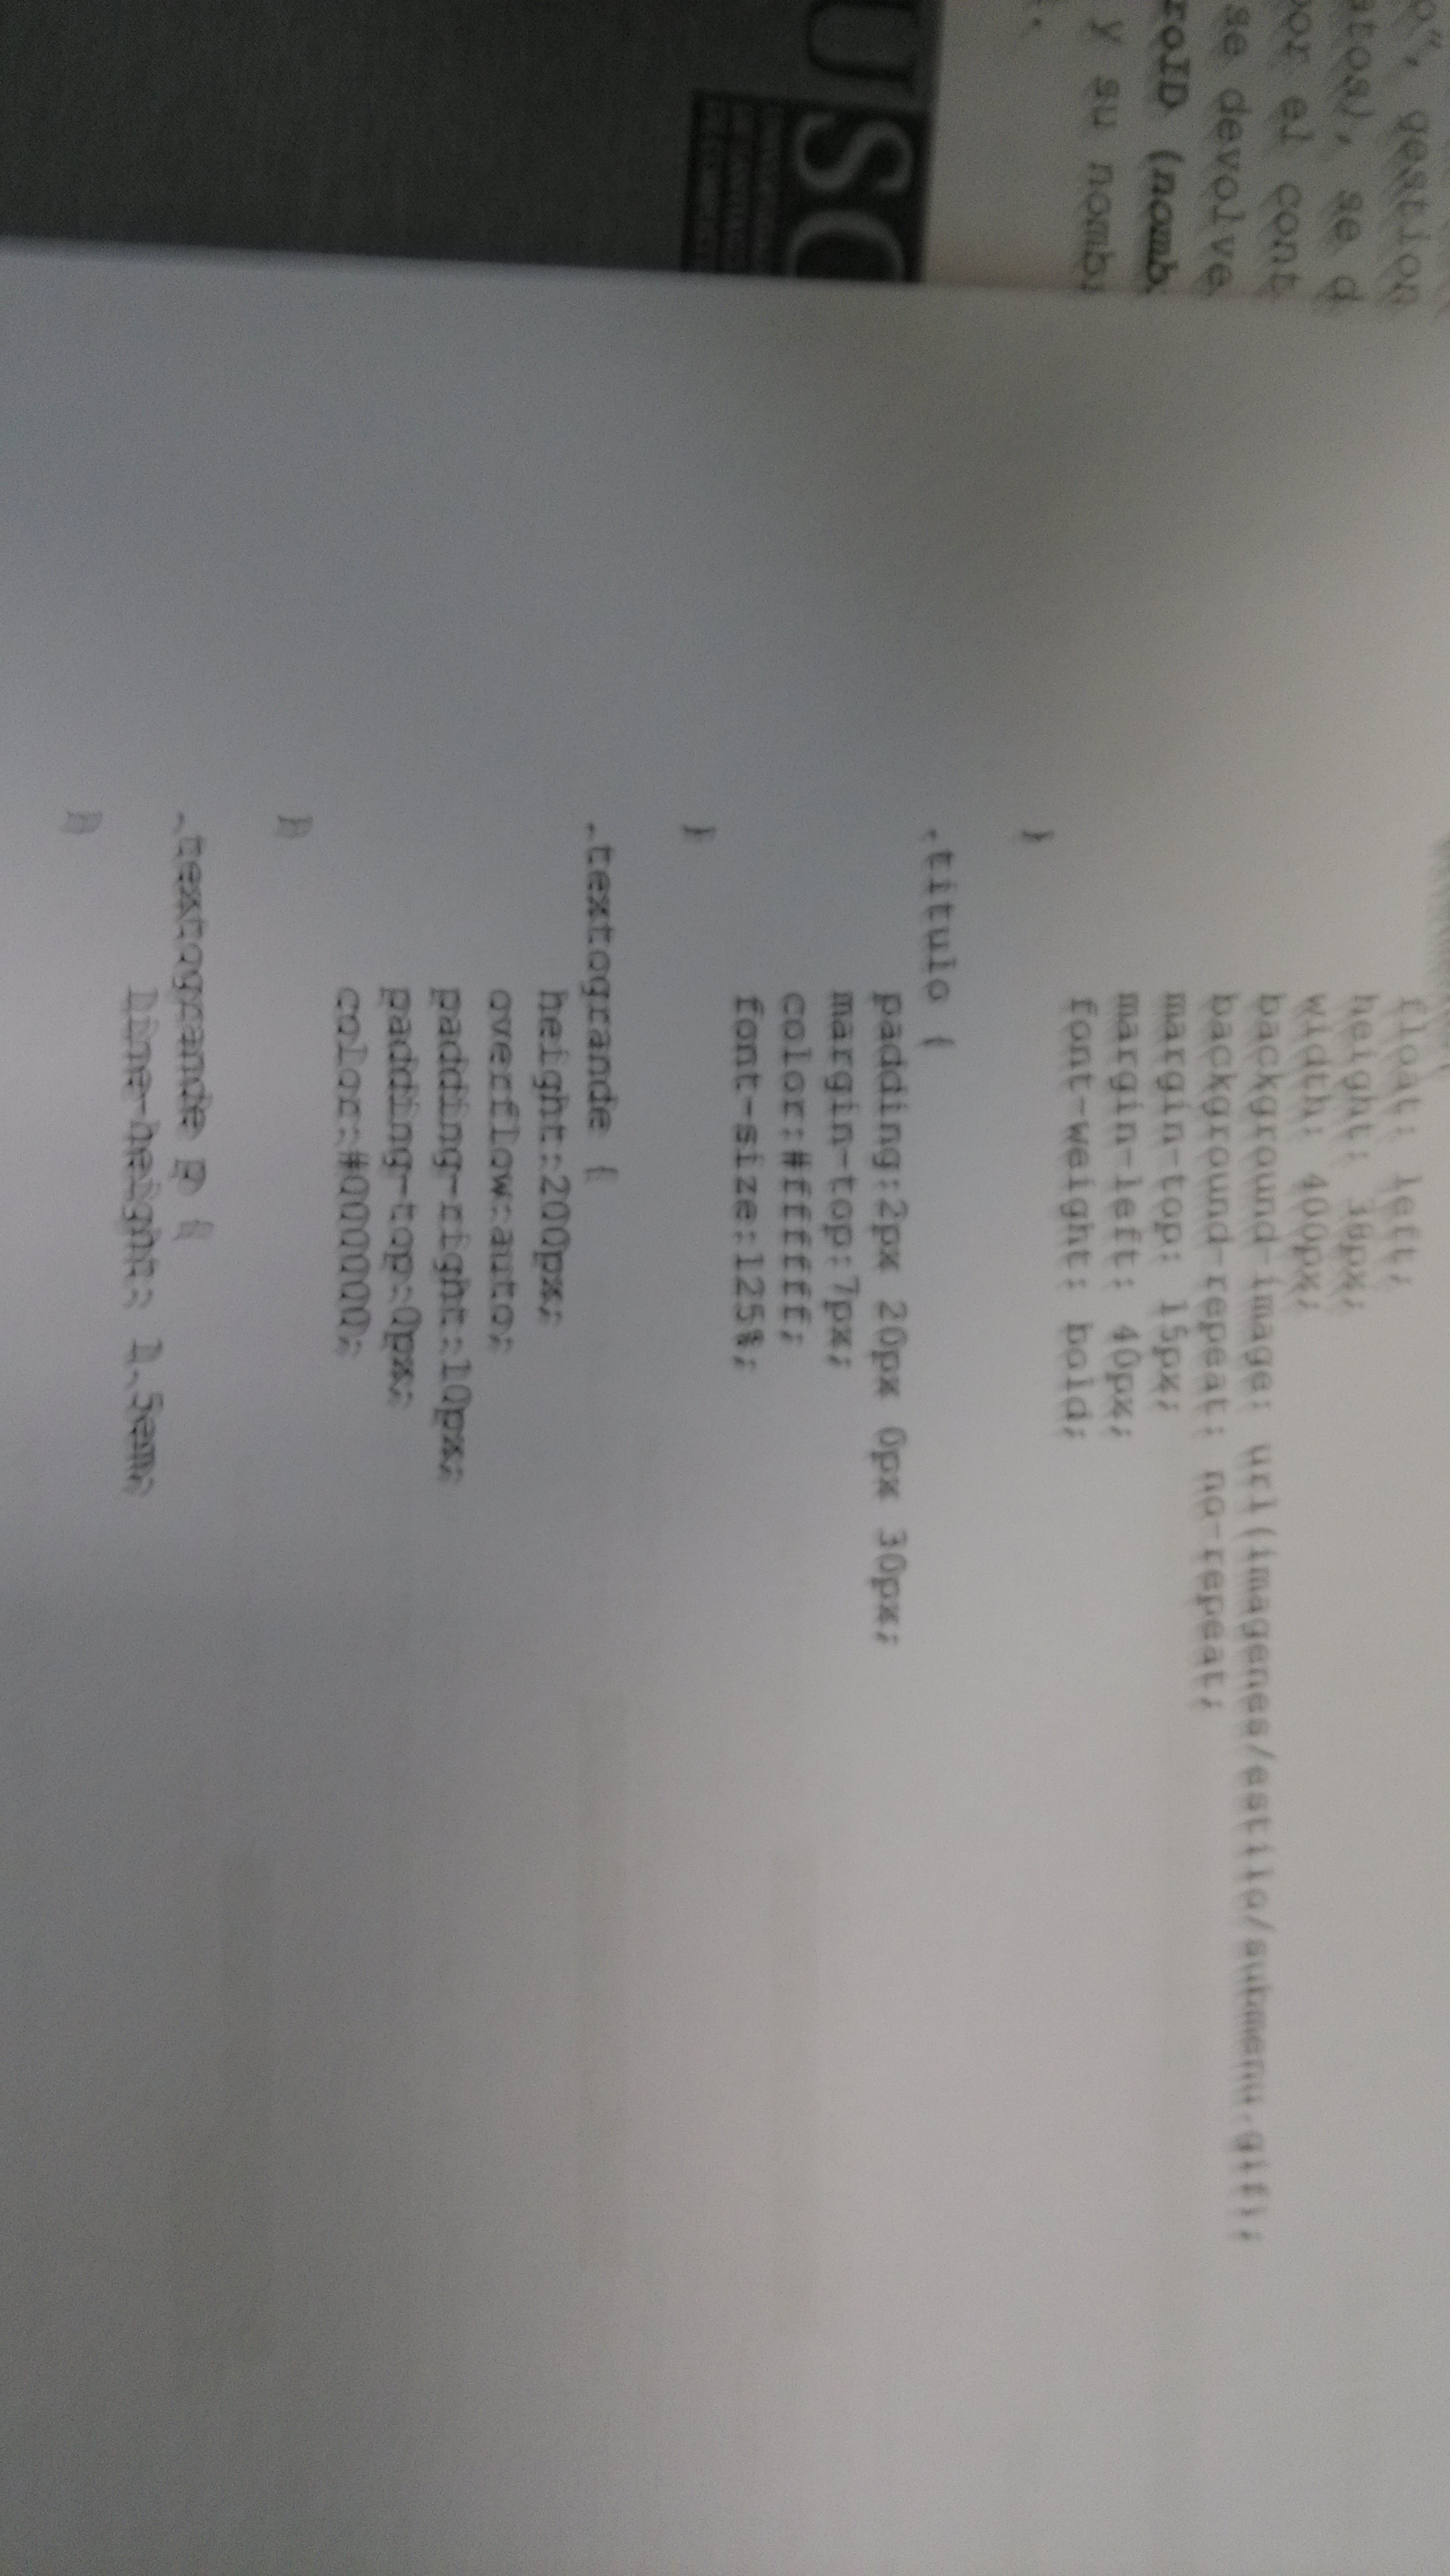 o", gestion
atos), se d
por el cont
se devolve
roID (nomb
y su nombr
float: left;
height: 38px;
width: 400px;
background-image: url(imagenes/estilo/submenu.gif);
background-repeat: no-repeat;
margin-top: 15px;
margin-left: 40px;
font-weight: bold;
}
.titulo {
padding:2px 20px 0px 30px;
margin-top:7px;
color:#ffffff;
font-size:125%;
}
.textogrande {
height:200px;
overflow:auto;
padding-right:10px;
padding-top:0px;
color:#000000;
}
.textogrande p {
line-height: 1.5em;
}
USC